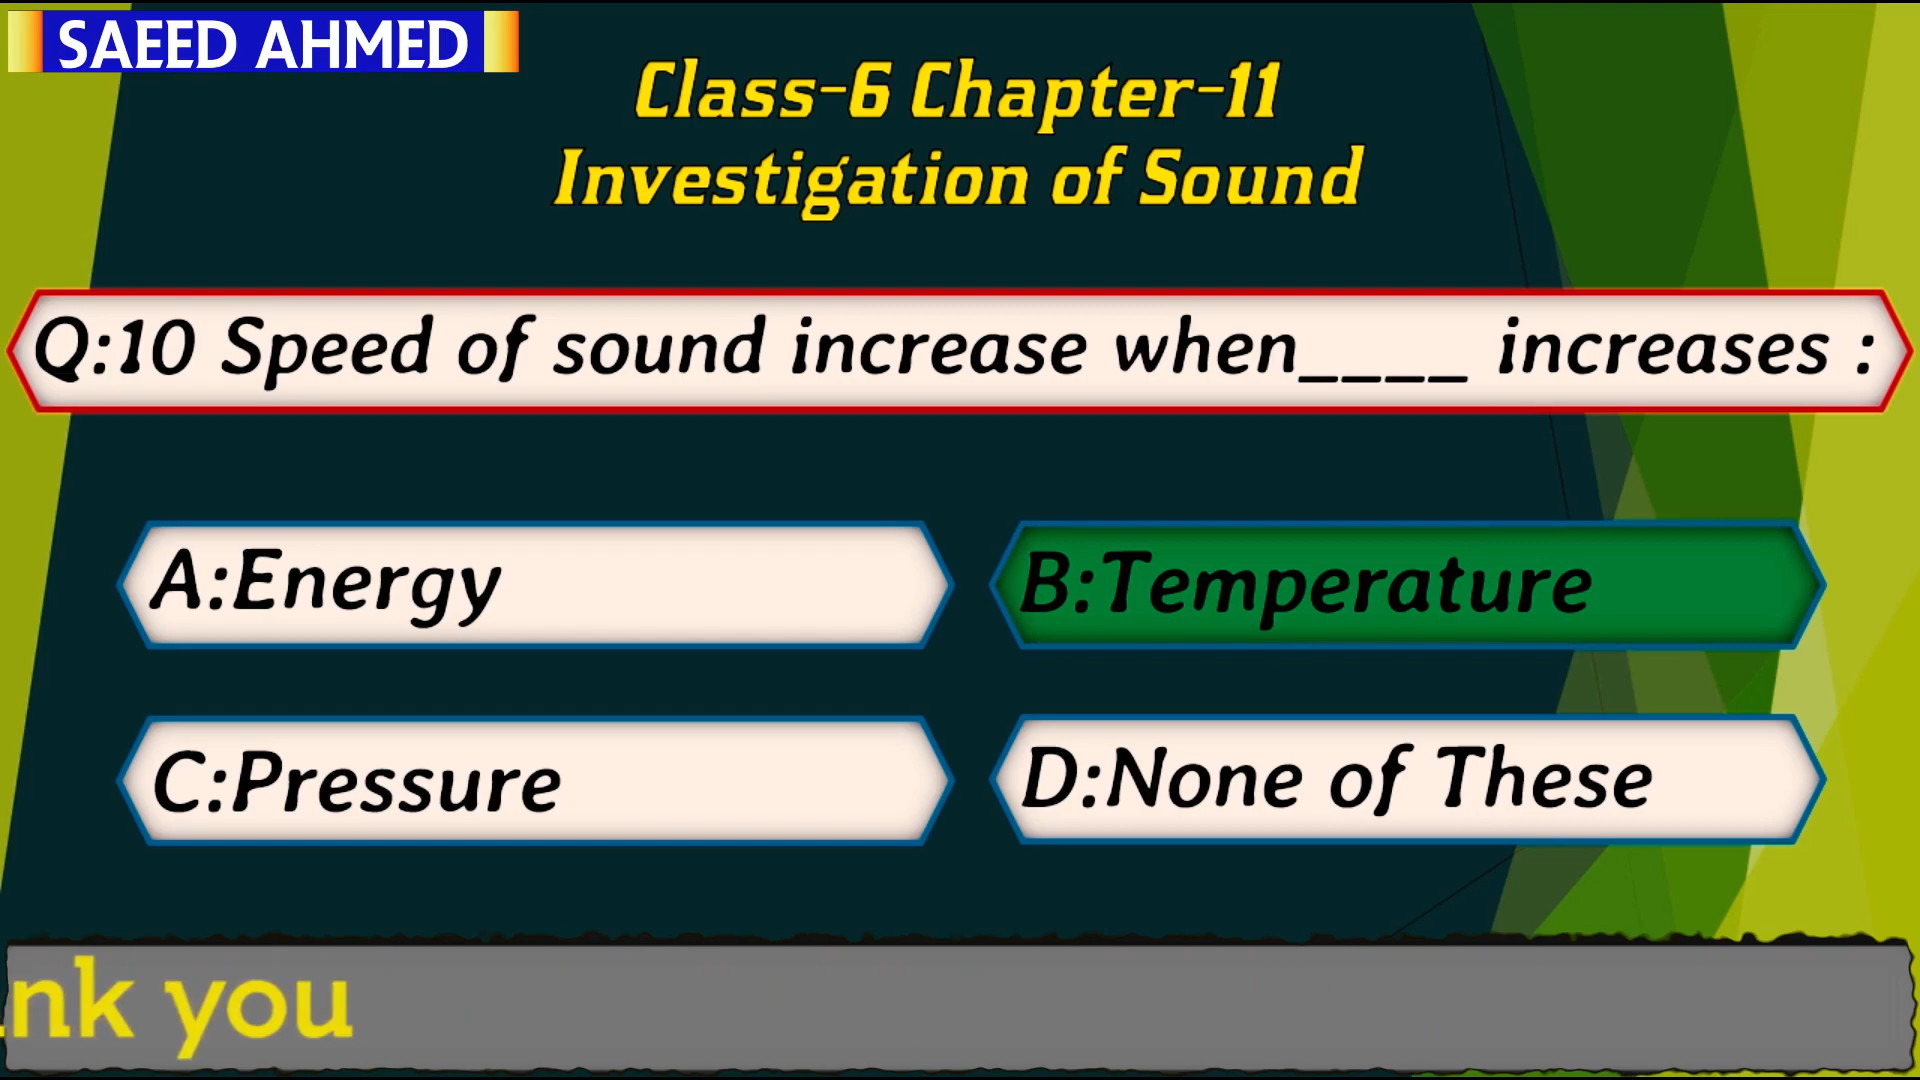 SAEED AHMED
Class-6 Chapter-11
Investigation of Sound
Q:10 Speed of sound increase when____ increases :
A:Energy
B:Temperature
C:Pressure
D:None of These
nk you